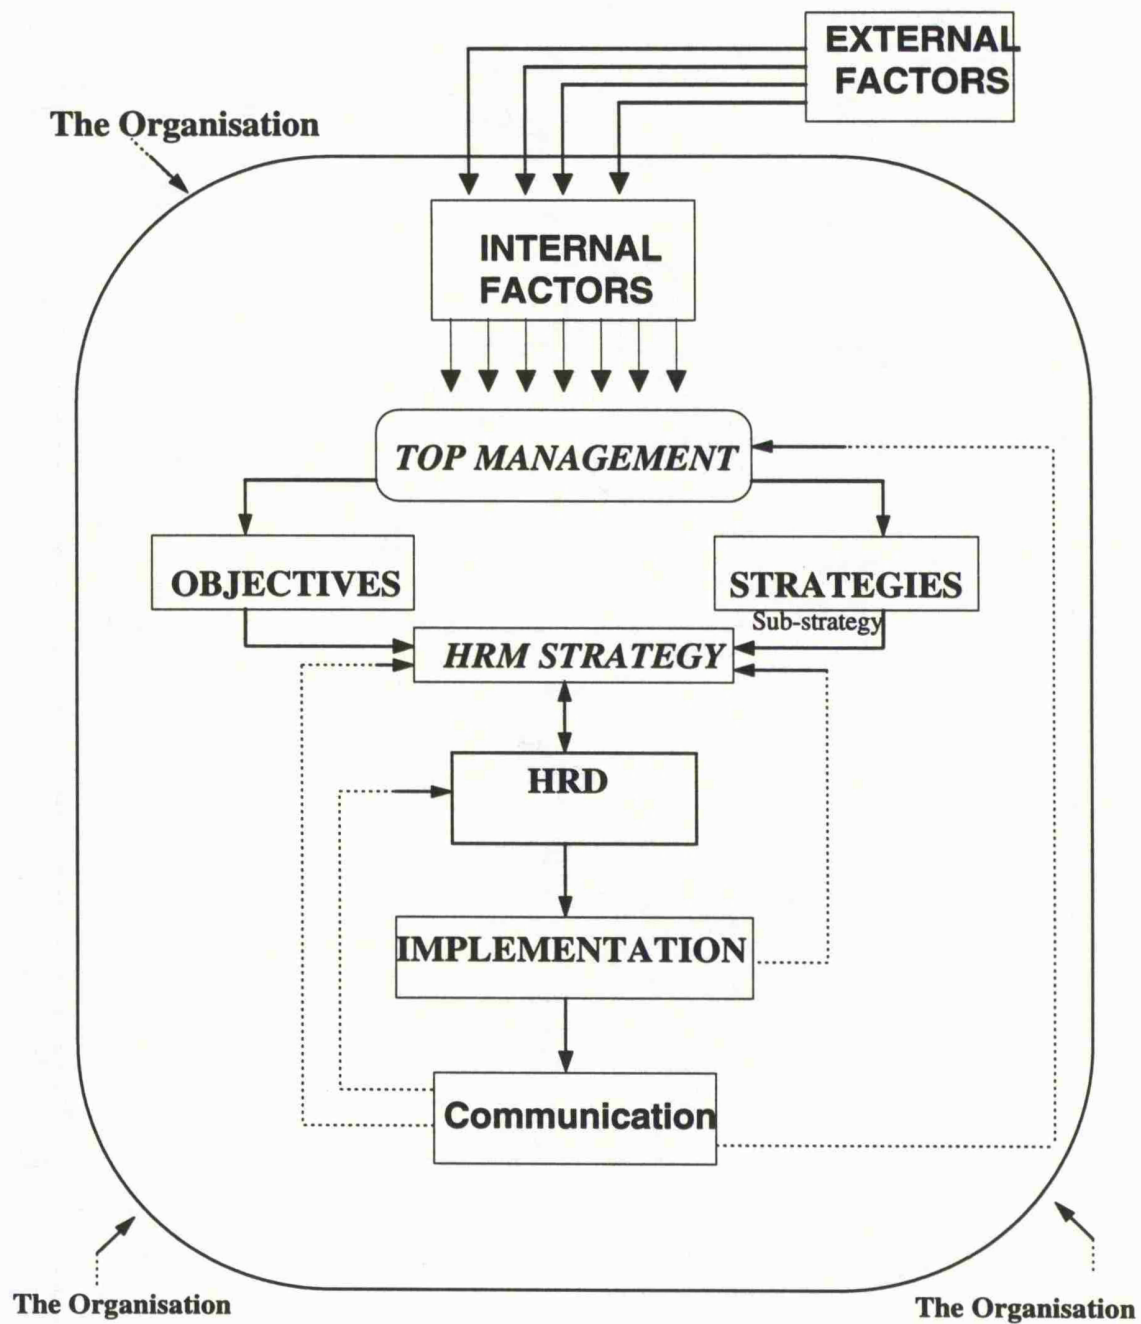 EXTERNAL
FACTORS
The Organisation
INTERNAL
FACTORS
TOP MANAGEMENT
OBJECTIVES
STRATEGIES
Sub-strategy
HRM STRATEGY
HRD
IMPLEMENTATION
Communication
The Organisation
The Organisation